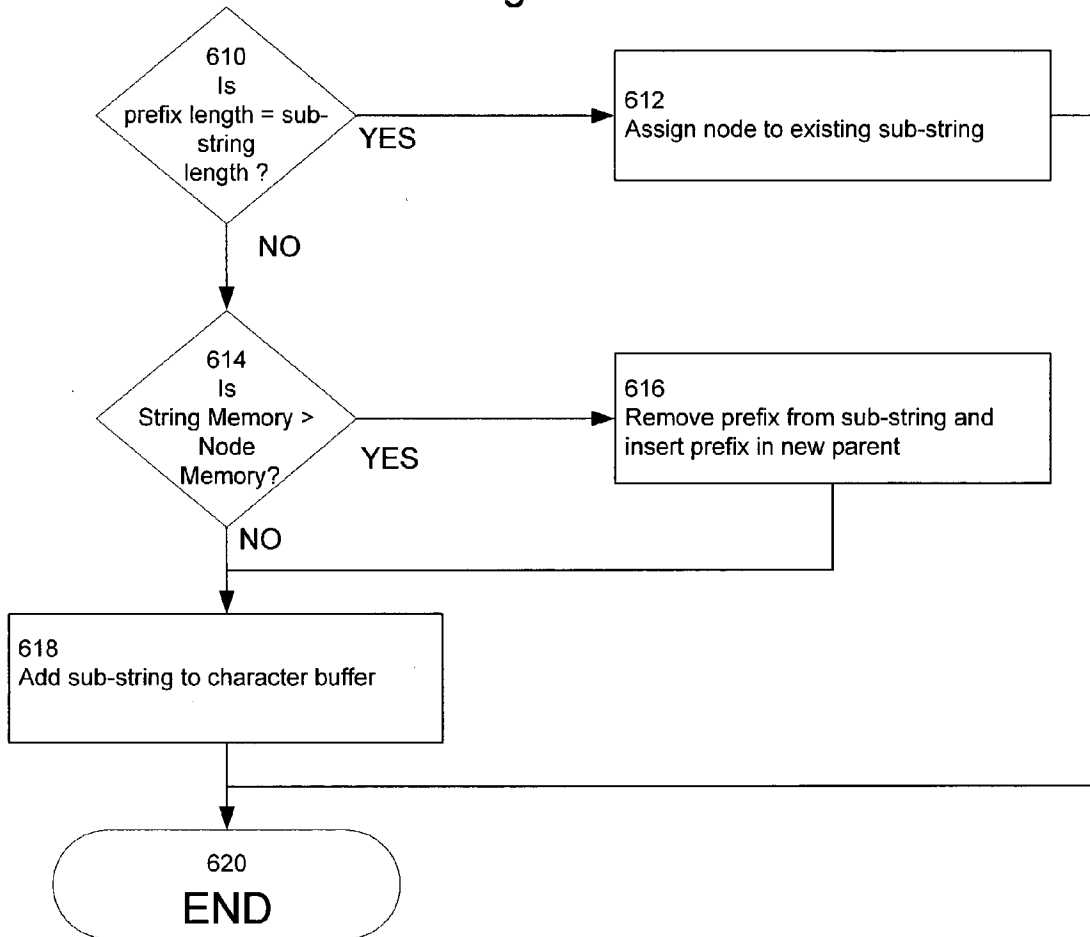 610
Is
prefix length = sub-
string
length ?
YES
612
Assign node to existing sub-string
NO
614
Is
String Memory >
Node
Memory?
YES
616
Remove prefix from sub-string and
insert prefix in new parent
NO
618
Add sub-string to character buffer
620
END